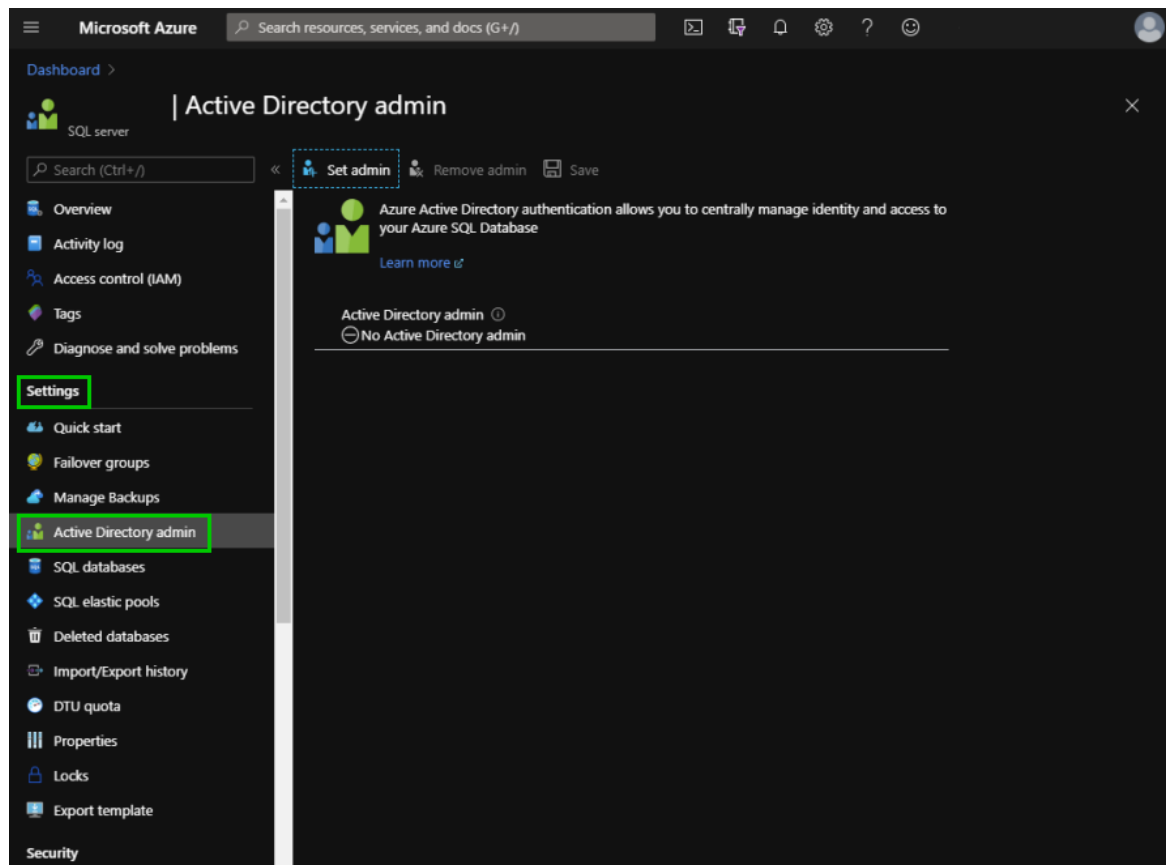 Microsoft Azure
Search resources, services, and docs (G+/)
Dashboard >
| Active Directory admin
SQL server
Search (Ctrl+/)
«
Set admin
Remove admin
Save
Overview
Activity log
Access control (IAM)
Tags
Diagnose and solve problems
Settings
Quick start
Failover groups
Manage Backups
Active Directory admin
SQL databases
SQL elastic pools
Deleted databases
Import/Export history
DTU quota
Properties
Locks
Export template
Security
Azure Active Directory authentication allows you to centrally manage identity and access to
your Azure SQL Database
Learn more
Active Directory admin
No Active Directory admin